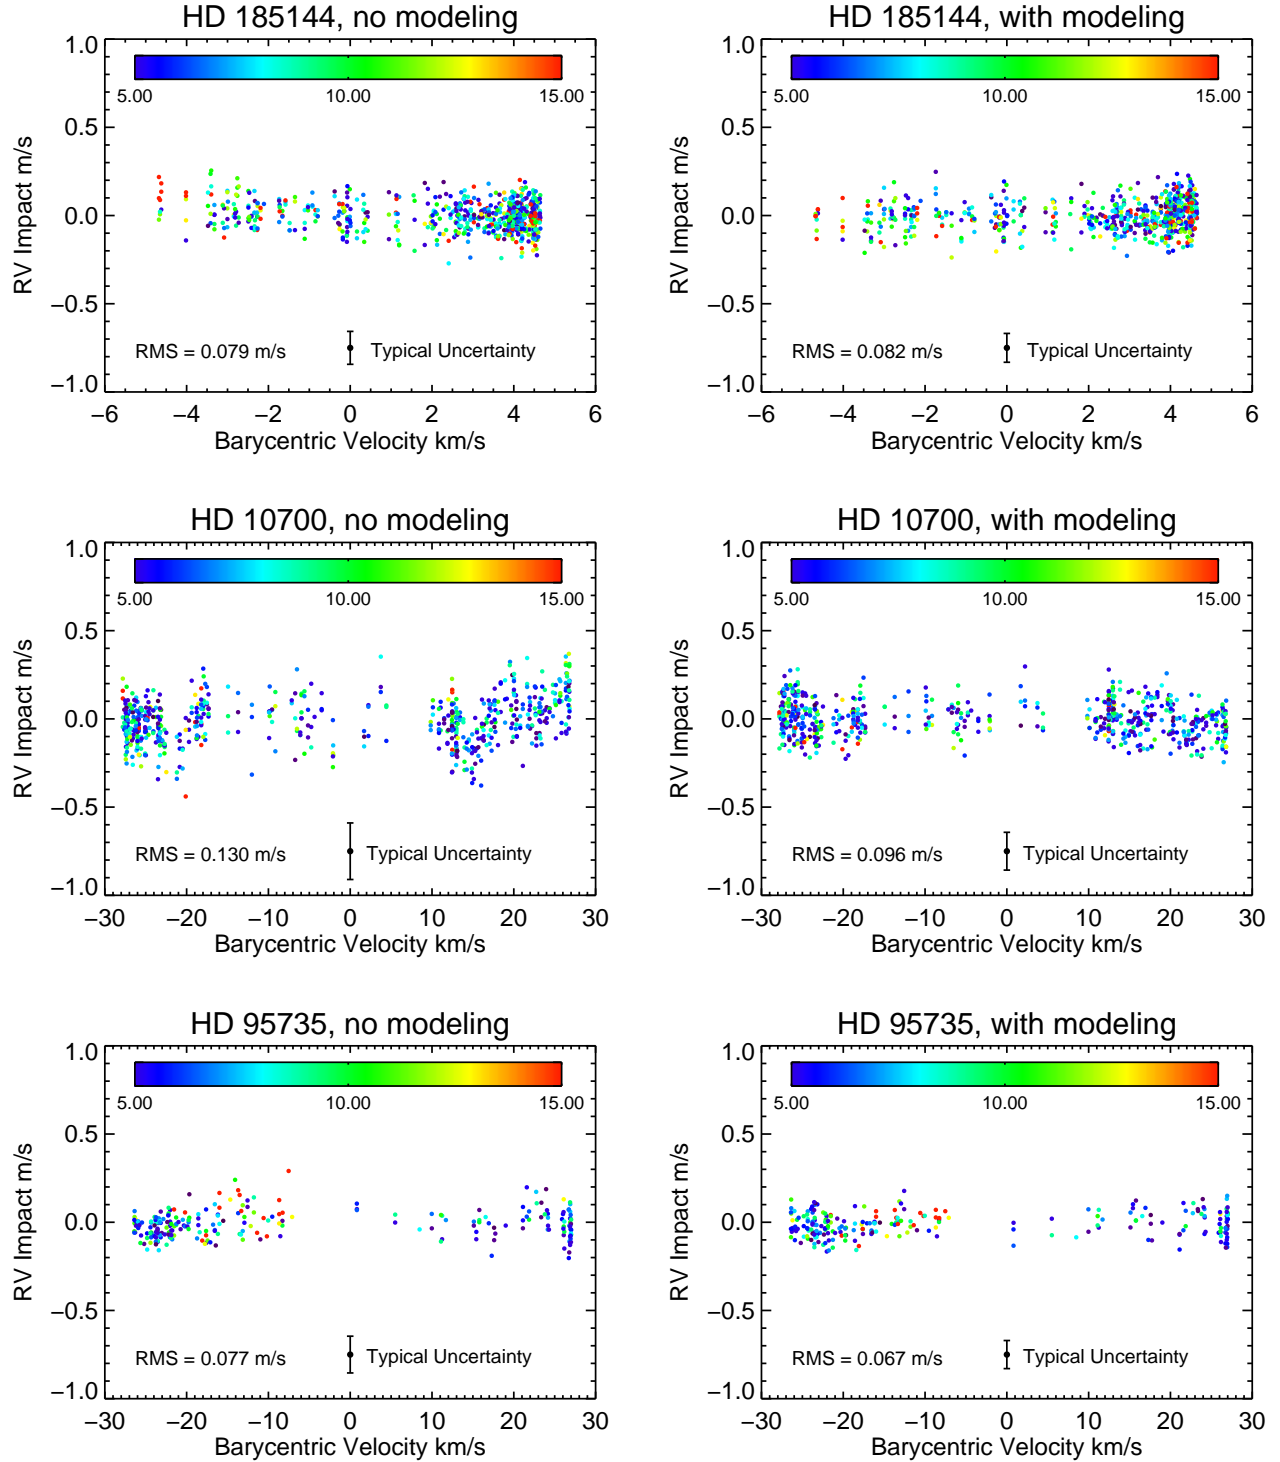 HD 185144, no modeling
1.0
0.5
0.0
−0.5
−1.0
RV Impact m/s
5.00 10.00 15.00
RMS = 0.079 m/s
Typical Uncertainty
−6 −4 −2 0 2 4 6
Barycentric Velocity km/s
HD 185144, with modeling
1.0
0.5
0.0
−0.5
−1.0
RV Impact m/s
5.00 10.00 15.00
RMS = 0.082 m/s
Typical Uncertainty
−6 −4 −2 0 2 4 6
Barycentric Velocity km/s
HD 10700, no modeling
1.0
0.5
0.0
−0.5
−1.0
RV Impact m/s
5.00 10.00 15.00
RMS = 0.130 m/s
Typical Uncertainty
−30 −20 −10 0 10 20 30
Barycentric Velocity km/s
HD 10700, with modeling
1.0
0.5
0.0
−0.5
−1.0
RV Impact m/s
5.00 10.00 15.00
RMS = 0.096 m/s
Typical Uncertainty
−30 −20 −10 0 10 20 30
Barycentric Velocity km/s
HD 95735, no modeling
1.0
0.5
0.0
−0.5
−1.0
RV Impact m/s
5.00 10.00 15.00
RMS = 0.077 m/s
Typical Uncertainty
−30 −20 −10 0 10 20 30
Barycentric Velocity km/s
HD 95735, with modeling
1.0
0.5
0.0
−0.5
−1.0
RV Impact m/s
5.00 10.00 15.00
RMS = 0.067 m/s
Typical Uncertainty
−30 −20 −10 0 10 20 30
Barycentric Velocity km/s